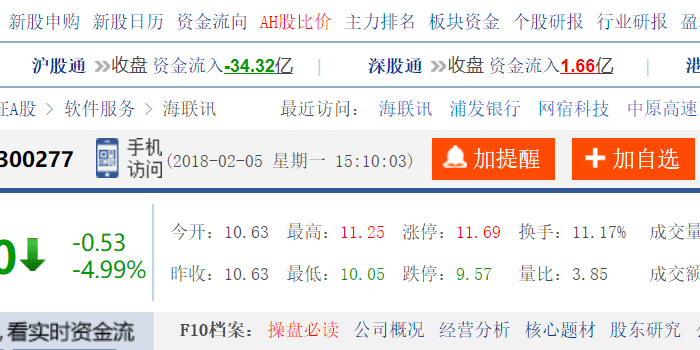 新股申购 新股日历 资金流向 AH股比价 主力排名 板块资金 个股研报 行业研报 盈
沪股通 收盘 资金流入-34.32亿 深股通 收盘 资金流入1.66亿 港
A股 > 软件服务 > 海联讯 最近访问: 海联讯 浦发银行 网宿科技 中原高速
300277 手机访问 (2018-02-05 星期一 15:10:03) 加提醒 + 加自选
-0.53 今开: 10.63 最高: 11.25 涨停: 11.69 换手: 11.17% 成交量
-4.99% 昨收: 10.63 最低: 10.05 跌停: 9.57 量比: 3.85 成交额
,看实时资金流 F10档案: 操盘必读 公司概况 经营分析 核心题材 股东研究 公